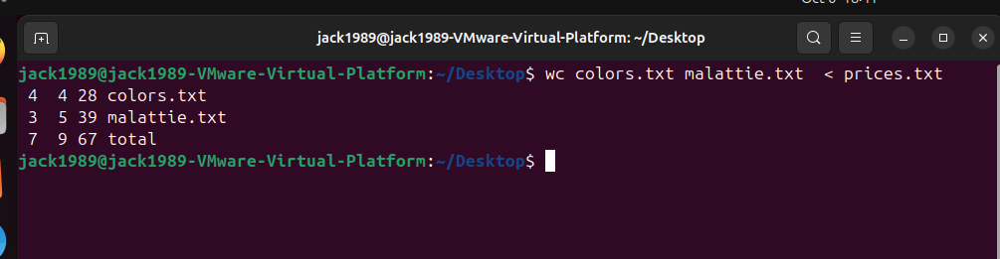 jack1989@jack1989-VMware-Virtual-Platform: ~/Desktop
jack1989@jack1989-VMware-Virtual-Platform:~/Desktop$ wc colors.txt malattie.txt  < prices.txt
 4  4 28 colors.txt
 3  5 39 malattie.txt
 7  9 67 total
jack1989@jack1989-VMware-Virtual-Platform:~/Desktop$